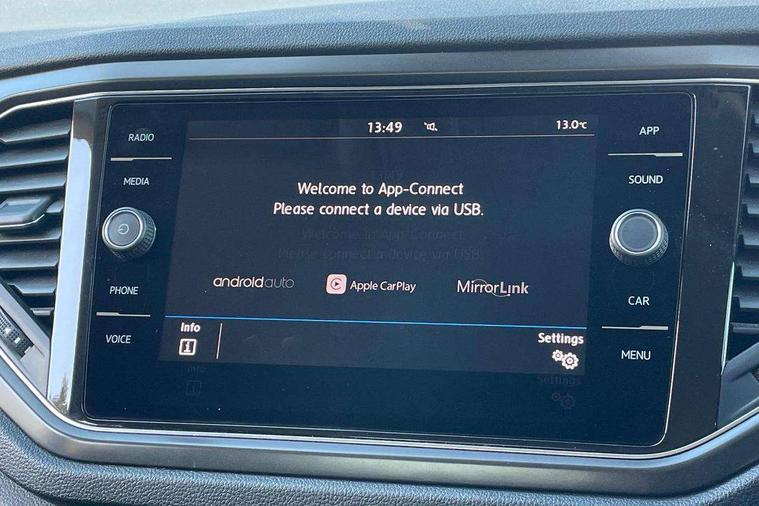 RADIO
MEDIA
PHONE
VOICE
13:49
13.0°C
Welcome to App-Connect
Please connect a device via USB.
androidauto
Apple CarPlay
MirrorLink
Info
Settings
APP
SOUND
CAR
MENU